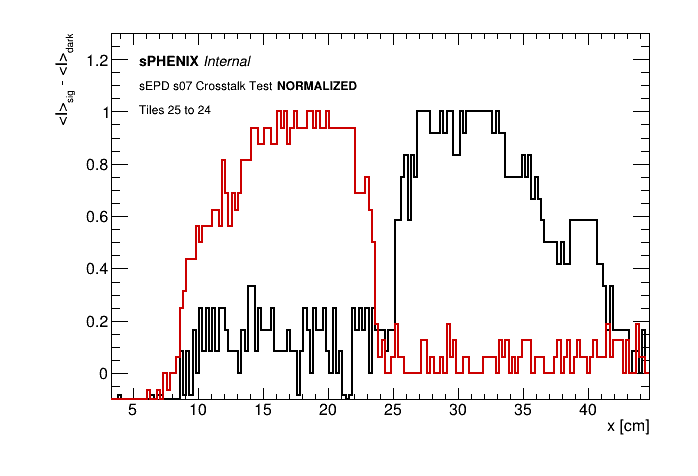 <I>sig - <I>dark
sPHENIX Internal
sEPD s07 Crosstalk Test NORMALIZED
Tiles 25 to 24
1.2
1
0.8
0.6
0.4
0.2
0
5 10 15 20 25 30 35 40
x [cm]